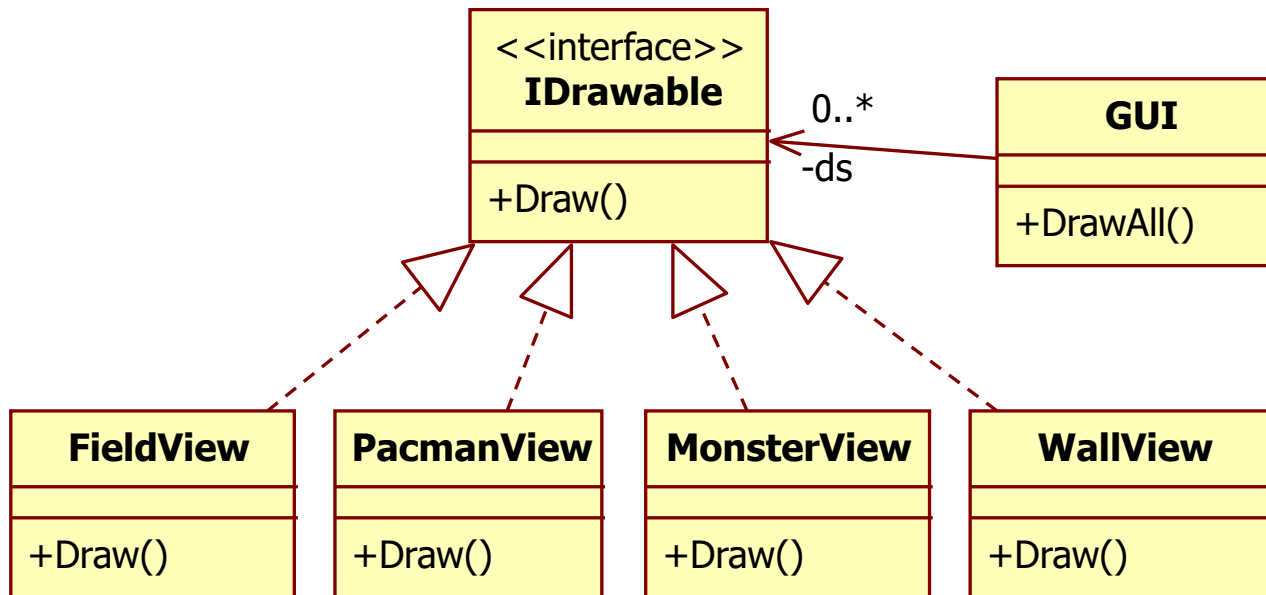 <<interface>>
IDrawable
+Draw()
0..*
-ds
GUI
+DrawAll()
FieldView
+Draw()
PacmanView
+Draw()
MonsterView
+Draw()
WallView
+Draw()